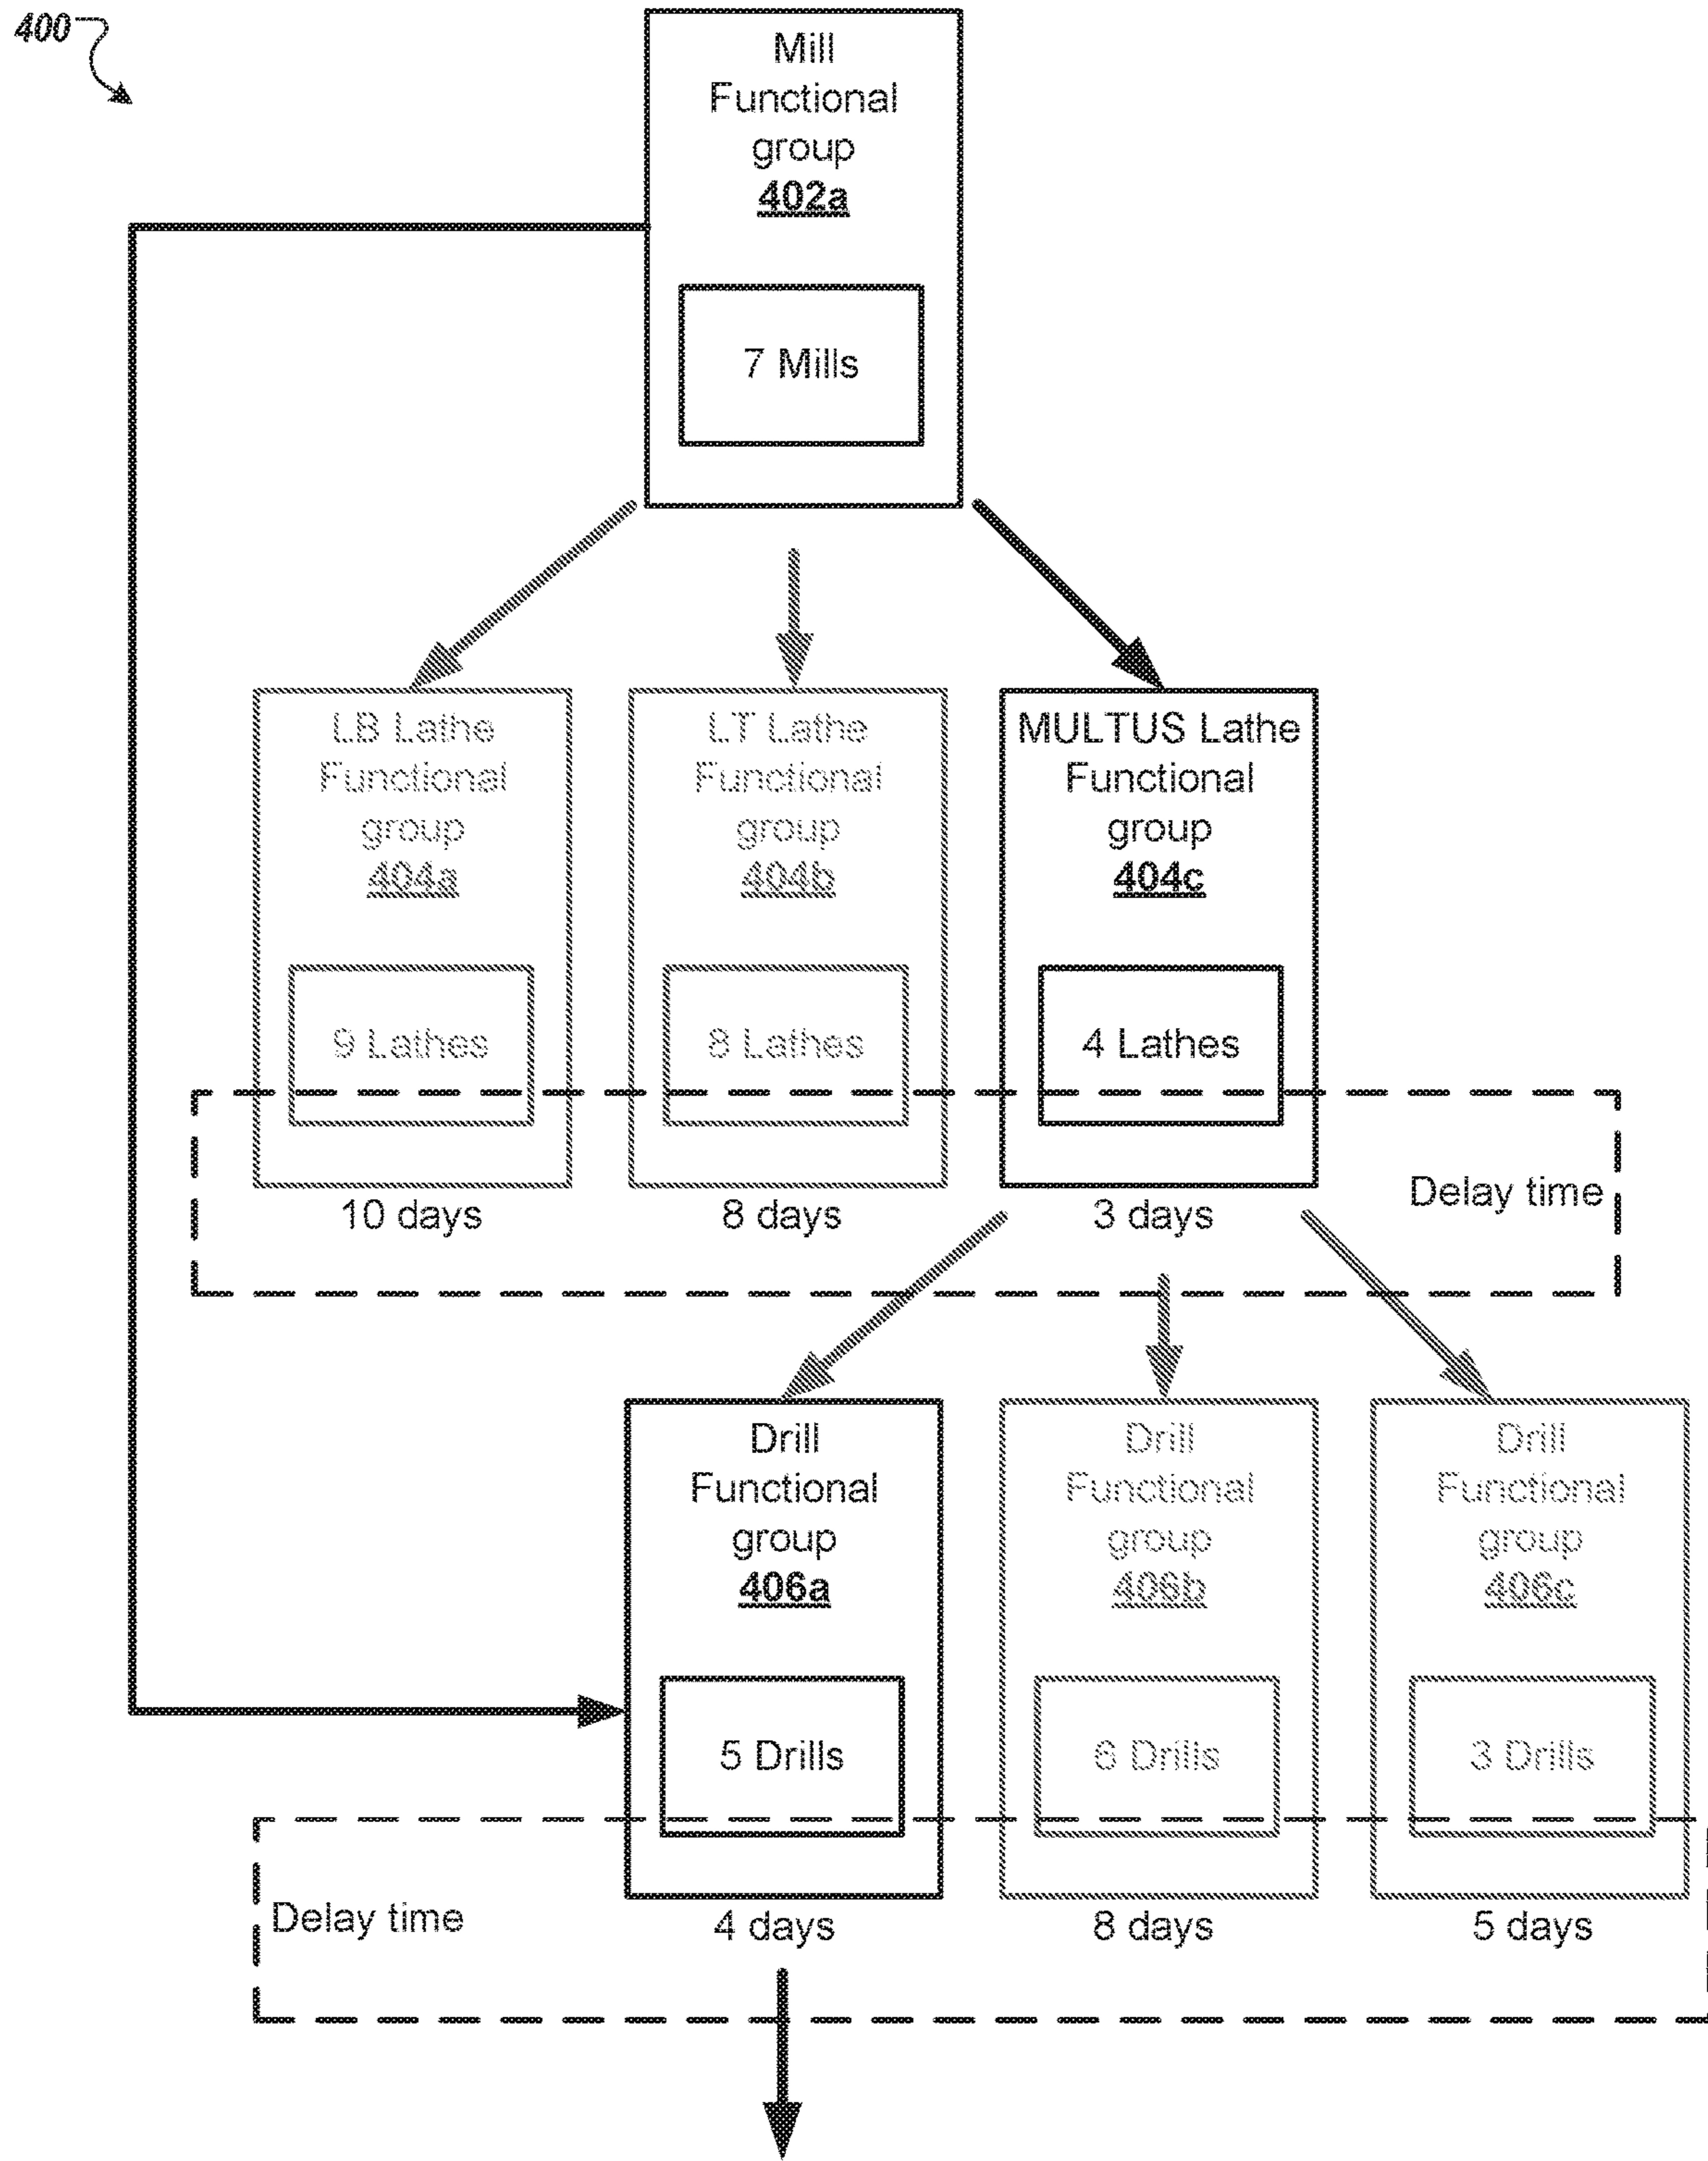 400
Mill
Functional
group
402a
7 Mills
LB Lathe
Functional
group
404a
9 Lathes
LT Lathe
Functional
group
404b
8 Lathes
MULTUS Lathe
Functional
group
404c
4 Lathes
10 days
8 days
3 days
Delay time
Drill
Functional
group
406a
5 Drills
Drill
Functional
group
406b
6 Drills
Drill
Functional
group
406c
3 Drills
Delay time
4 days
8 days
5 days